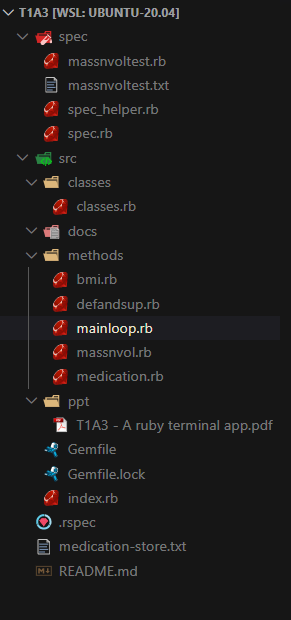 T1A3 [WSL: UBUNTU-20.04]
spec
massnvoltest.rb
massnvoltest.txt
spec_helper.rb
spec.rb
src
classes
classes.rb
docs
methods
bmi.rb
defandsup.rb
mainloop.rb
massnvol.rb
medication.rb
ppt
T1A3 - A ruby terminal app.pdf
Gemfile
Gemfile.lock
index.rb
.rspec
medication-store.txt
README.md